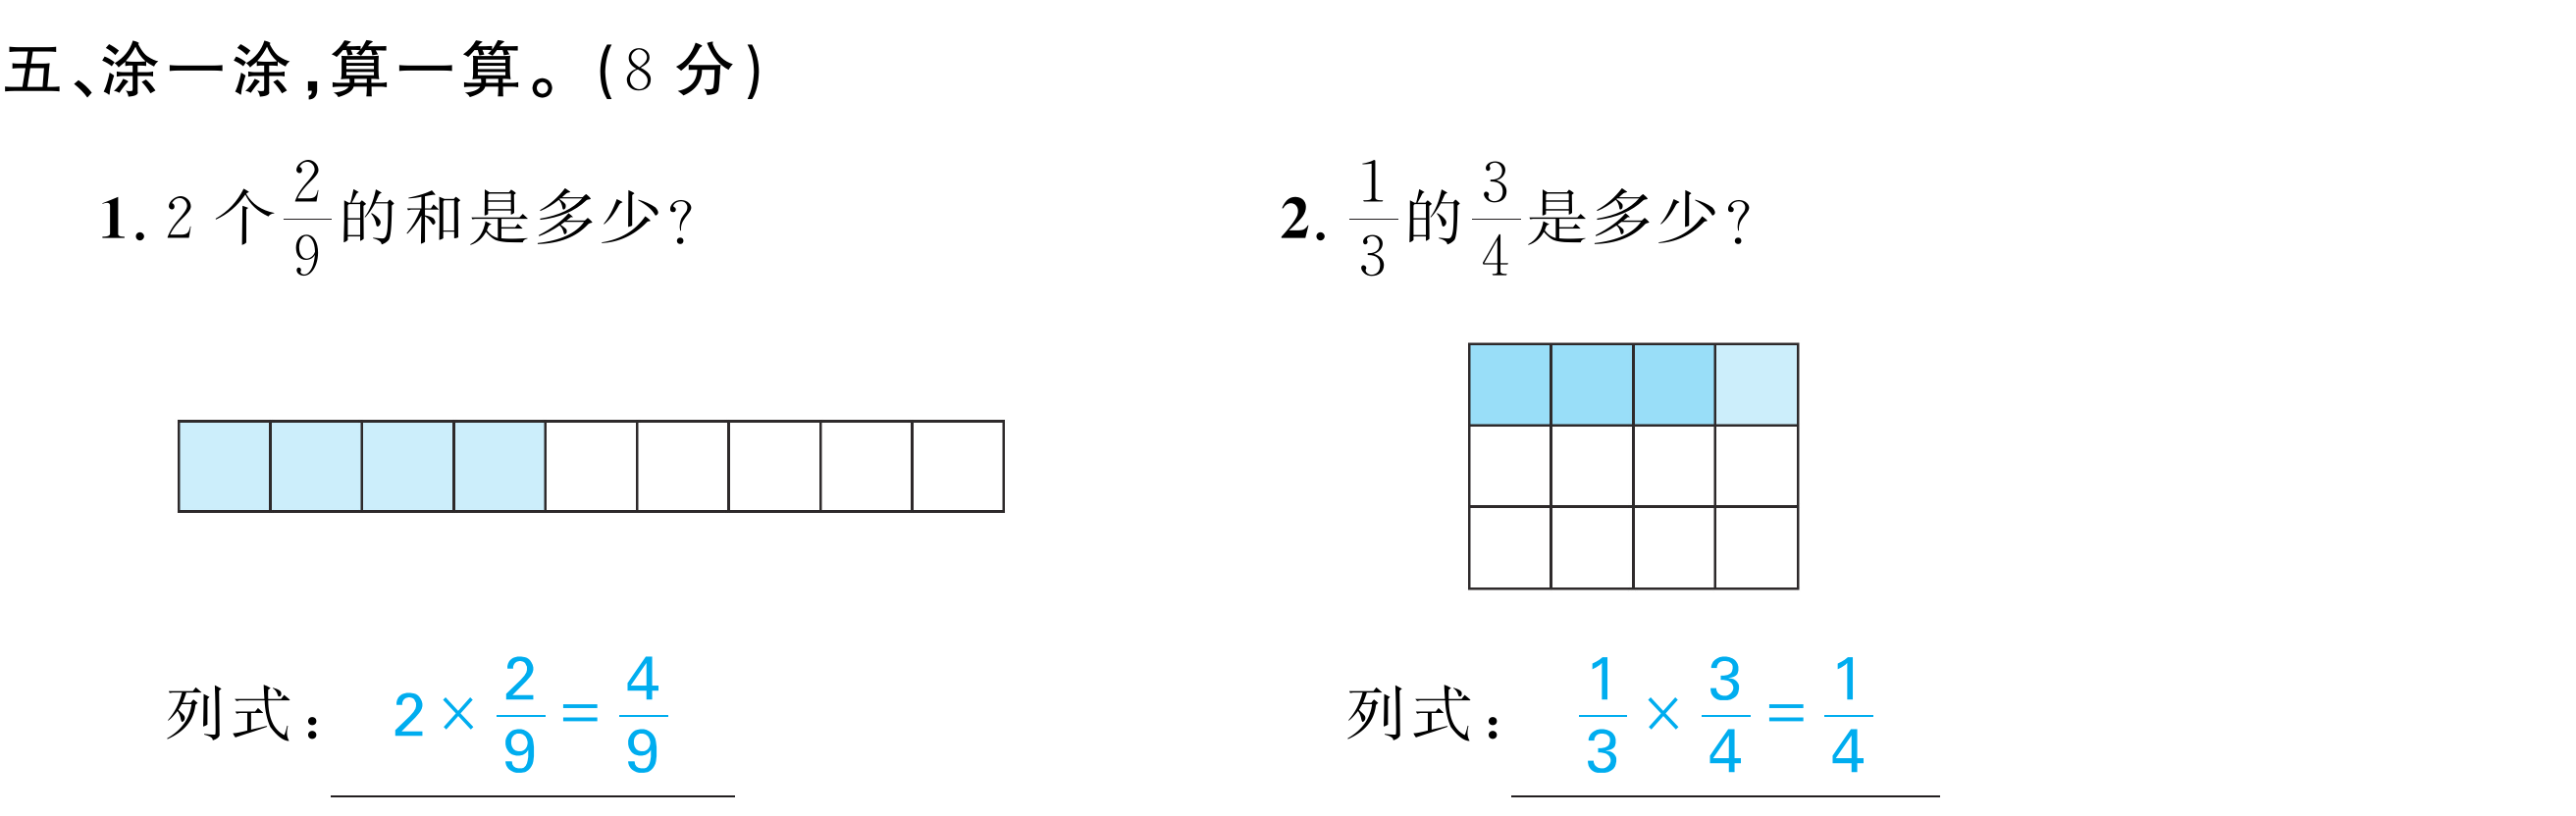 五、涂一涂,算一算。(8 分)
1. 2 个 2/9 的和是多少?
2. 1/3 的 3/4 是多少?
列式: 2 × 2/9 = 4/9
列式: 1/3 × 3/4 = 1/4